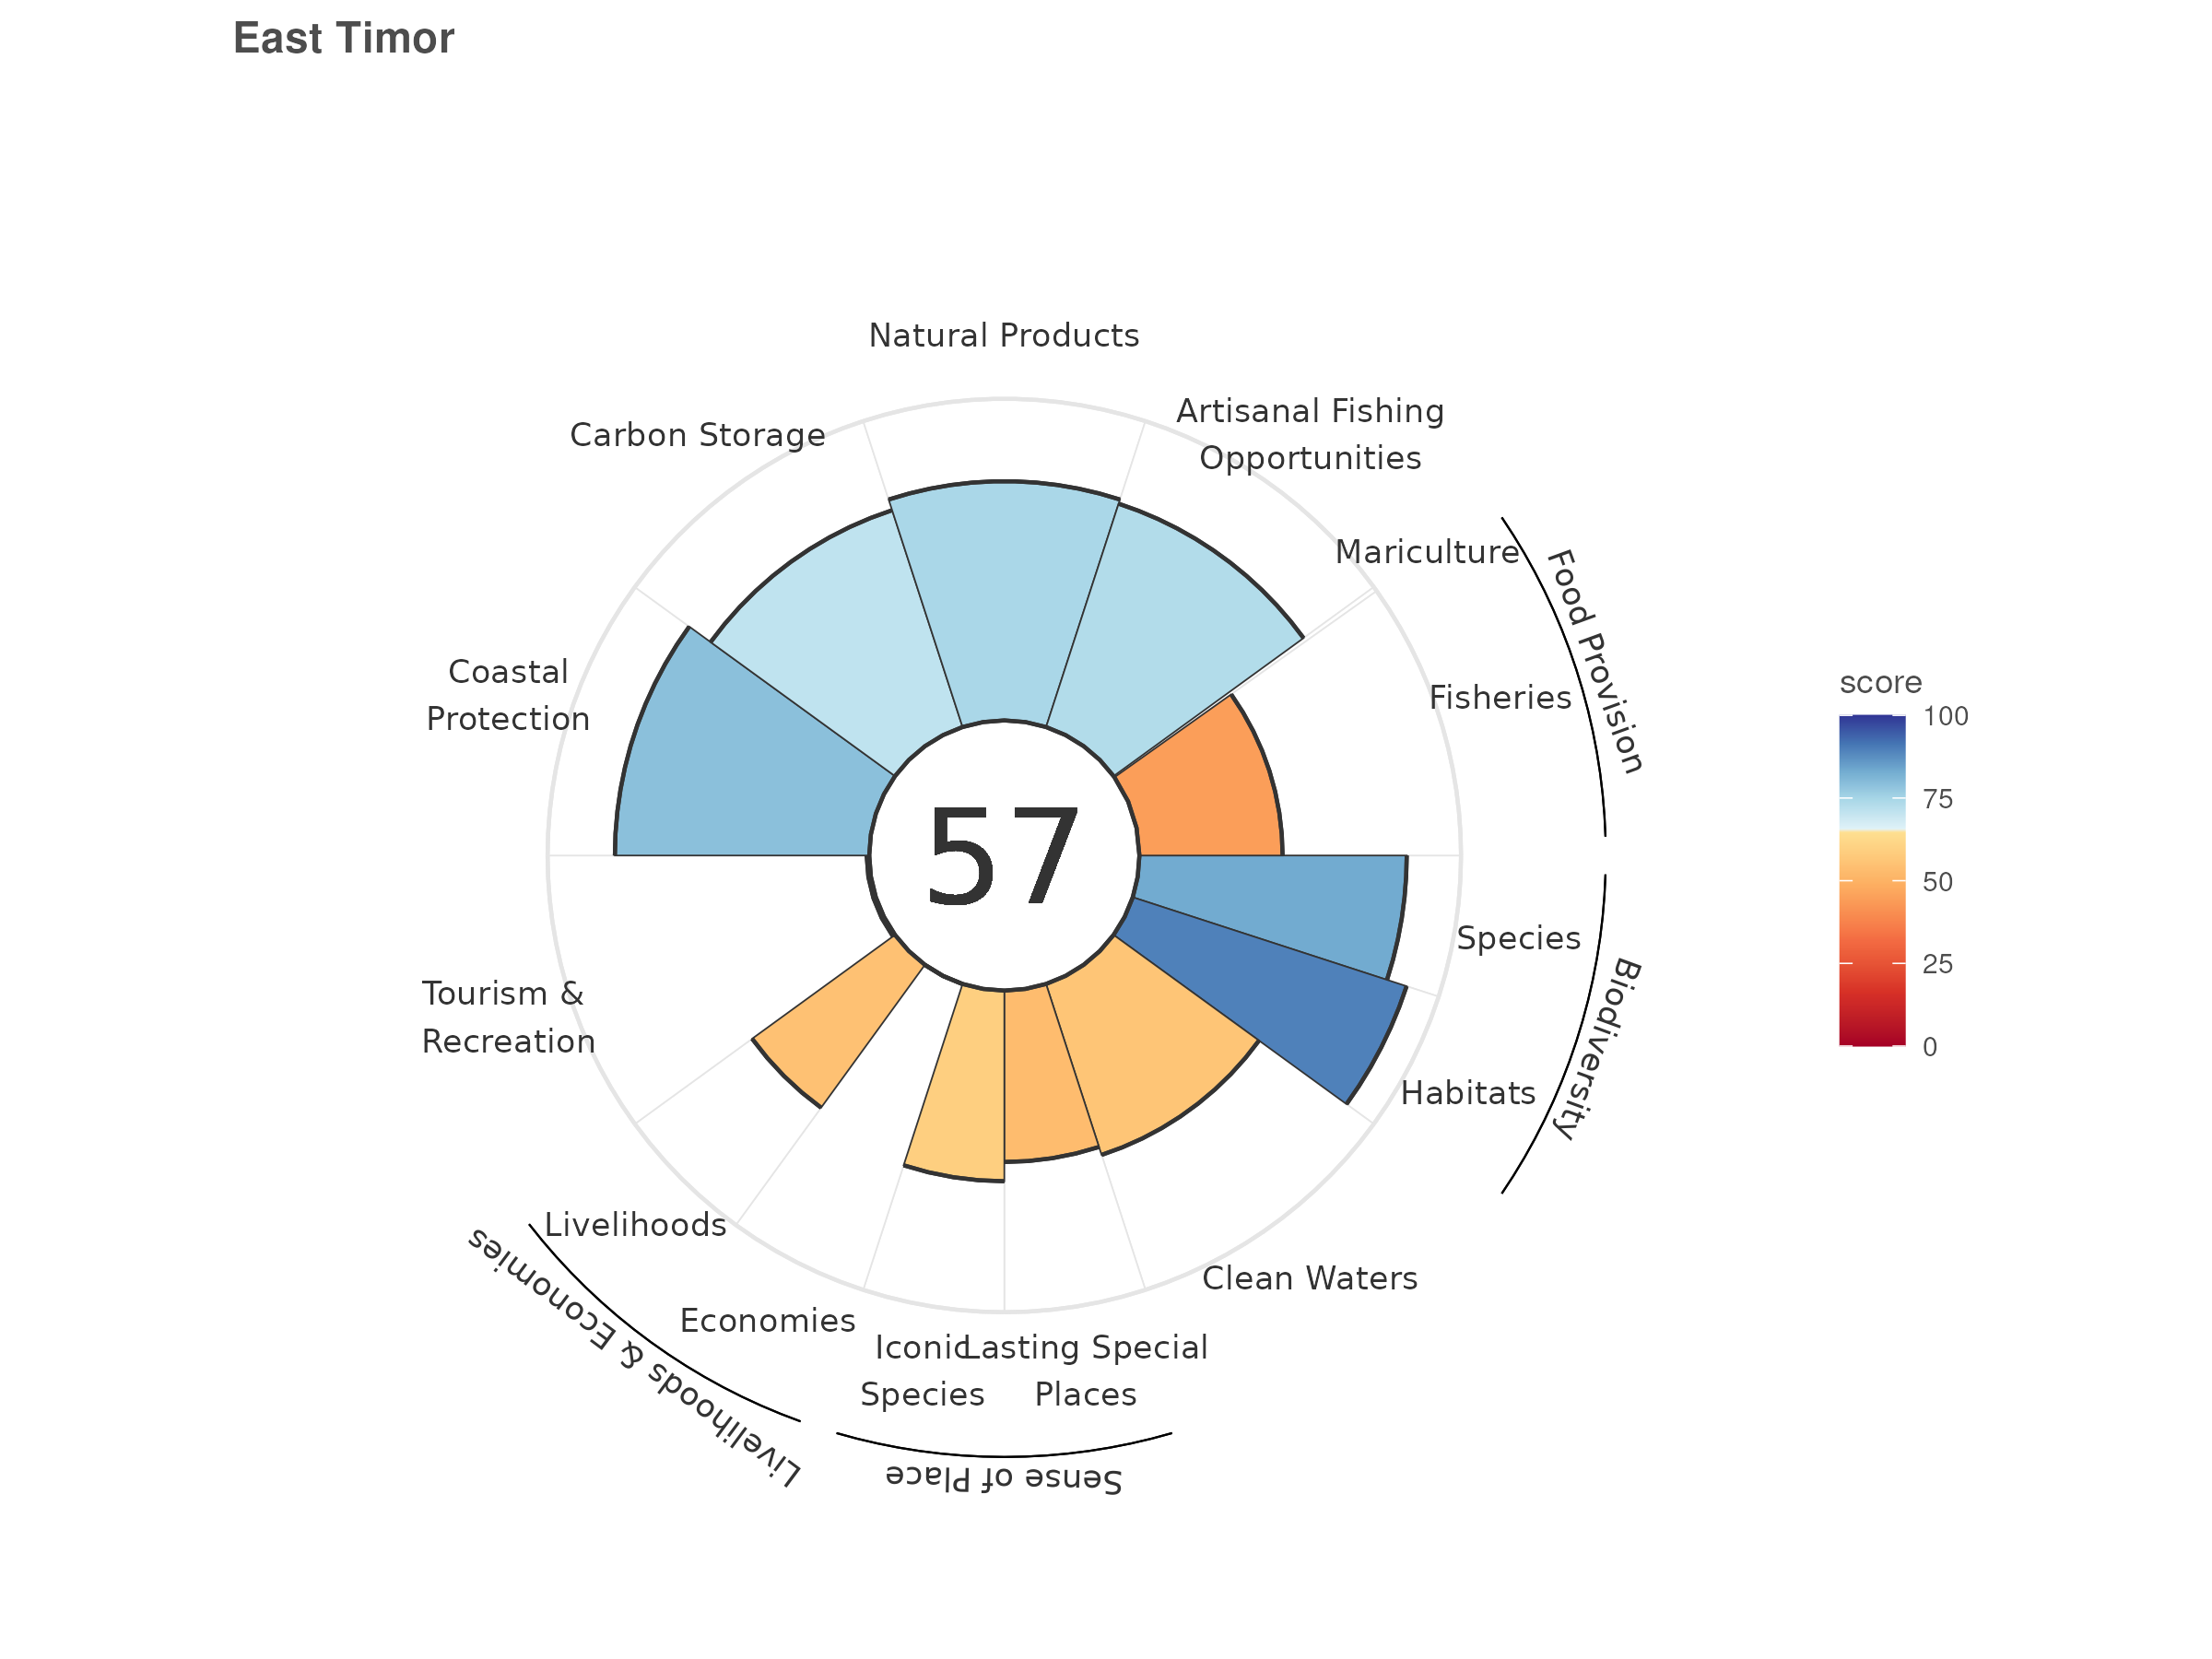 East Timor
Natural Products
Artisanal Fishing
Opportunities
Carbon Storage
Mariculture
Food Provision
Fisheries
Coastal
Protection
score
100
75
50
25
0
57
Species
Biodiversity
Habitats
Tourism &
Recreation
Livelihoods
Livelihoods & Economies
Economies
Clean Waters
Iconic
Species
Lasting Special
Places
Sense of Place